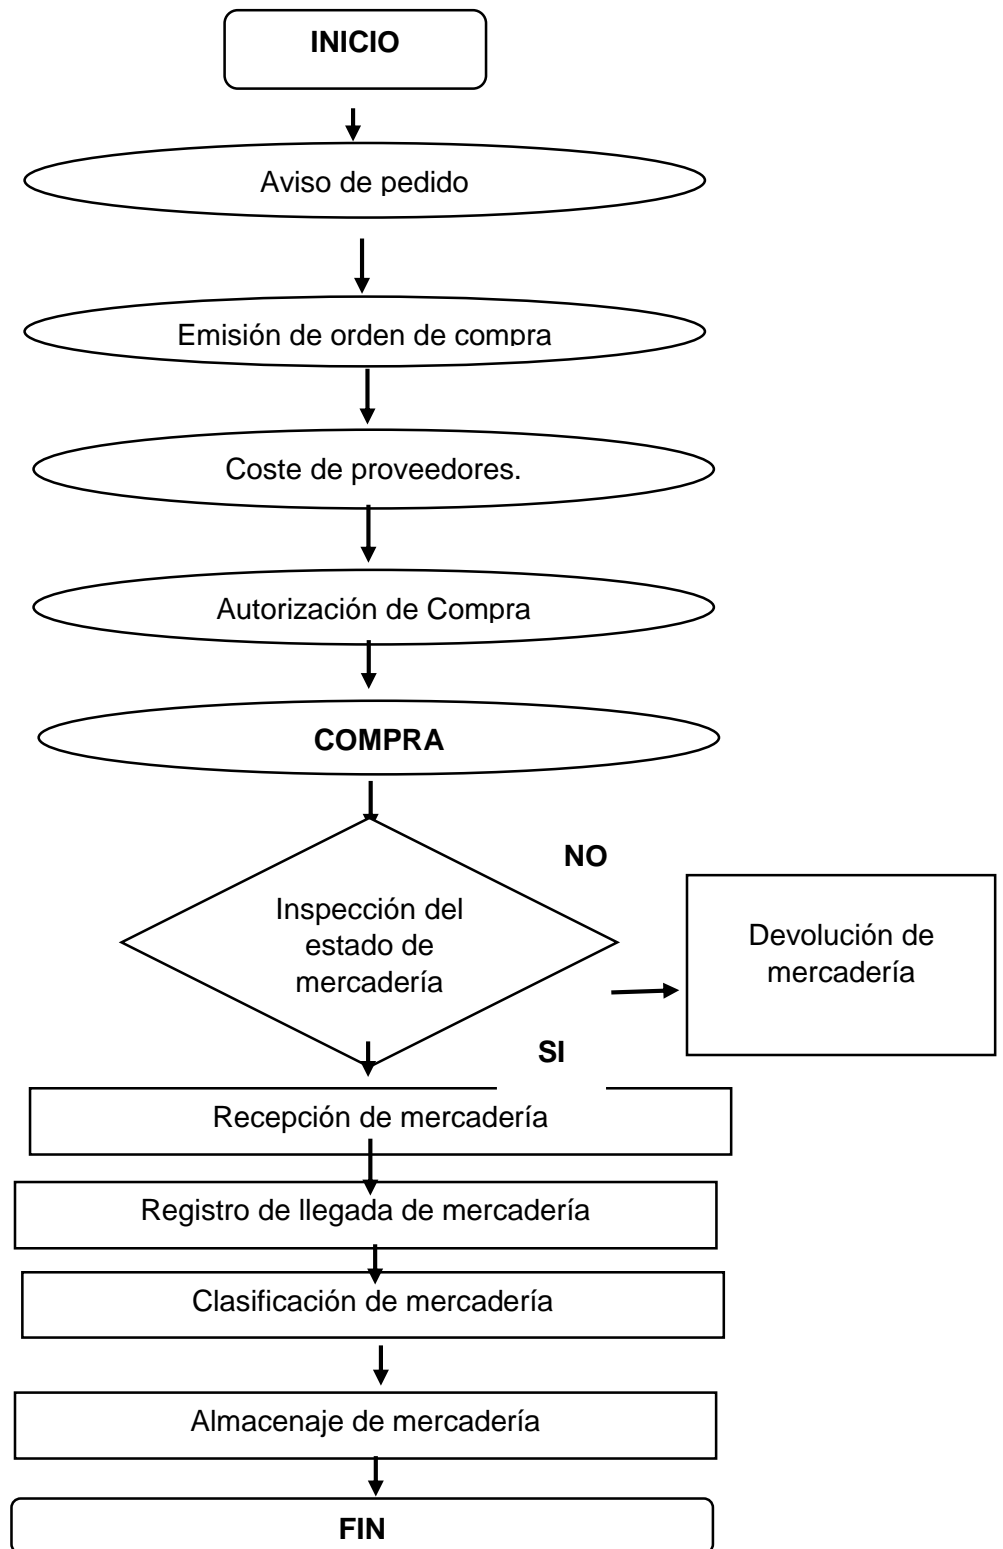 INICIO
Aviso de pedido
Emisión de orden de compra
Coste de proveedores.
Autorización de Compra
COMPRA
NO
Inspección del
estado de
mercadería
Devolución de
mercadería
SI
Recepción de mercadería
Registro de llegada de mercadería
Clasificación de mercadería
Almacenaje de mercadería
FIN